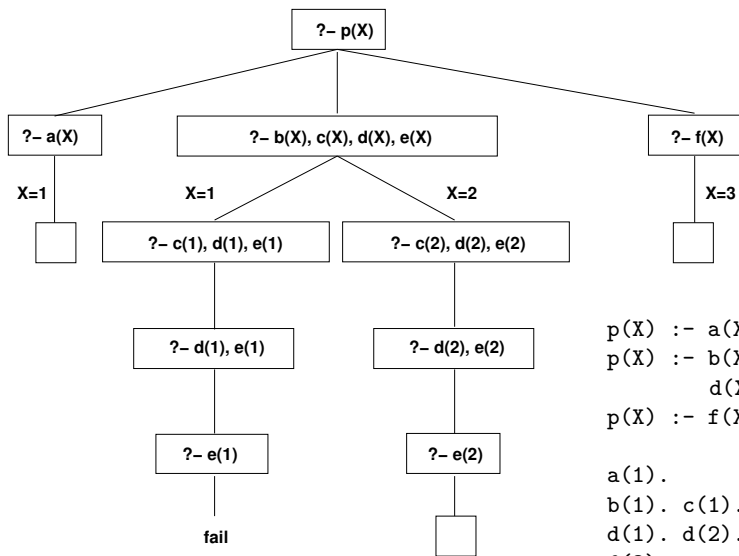 ?– p(X)
?– a(X)
?– b(X), c(X), d(X), e(X)
?– f(X)
X=1
X=1
X=2
X=3
?– c(1), d(1), e(1)
?– c(2), d(2), e(2)
?– d(1), e(1)
?– d(2), e(2)
?– e(1)
?– e(2)
fail
p(X) :- a(X
p(X) :- b(X
d(X
p(X) :- f(X
a(1).
b(1). c(1).
d(1). d(2).